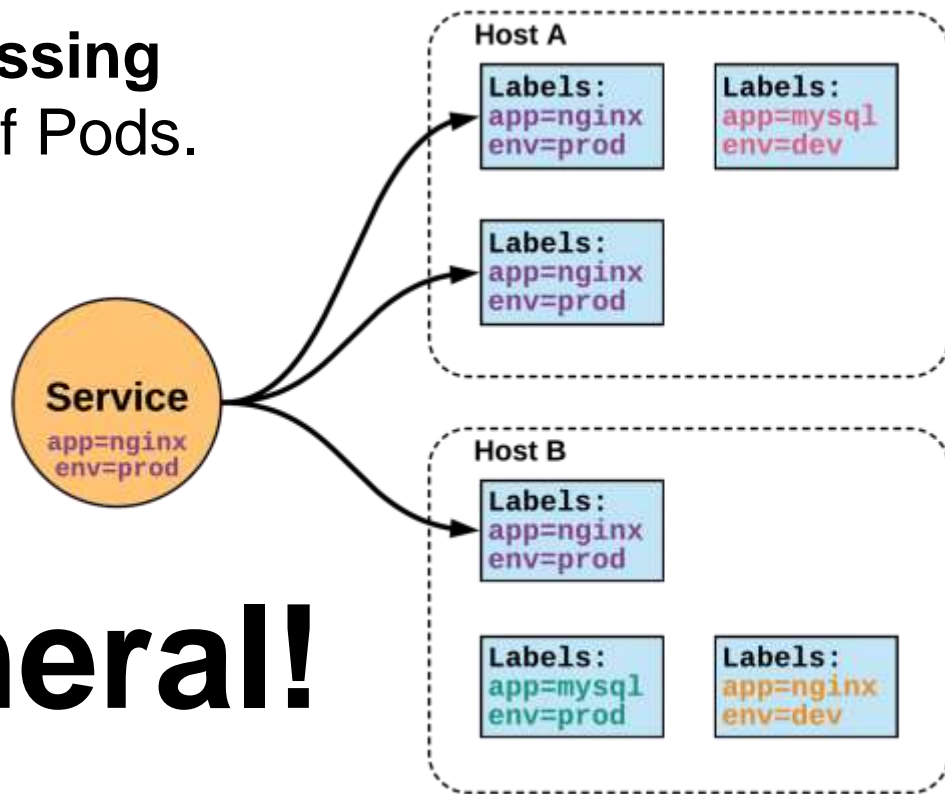 ssing
f Pods.
Service
app=nginx
env=prod
neral!
Host A
Labels:
app=nginx
env=prod
Labels:
app=mysql
env=dev
Labels:
app=nginx
env=prod
Host B
Labels:
app=nginx
env=prod
Labels:
app=mysql
env=prod
Labels:
app=nginx
env=dev